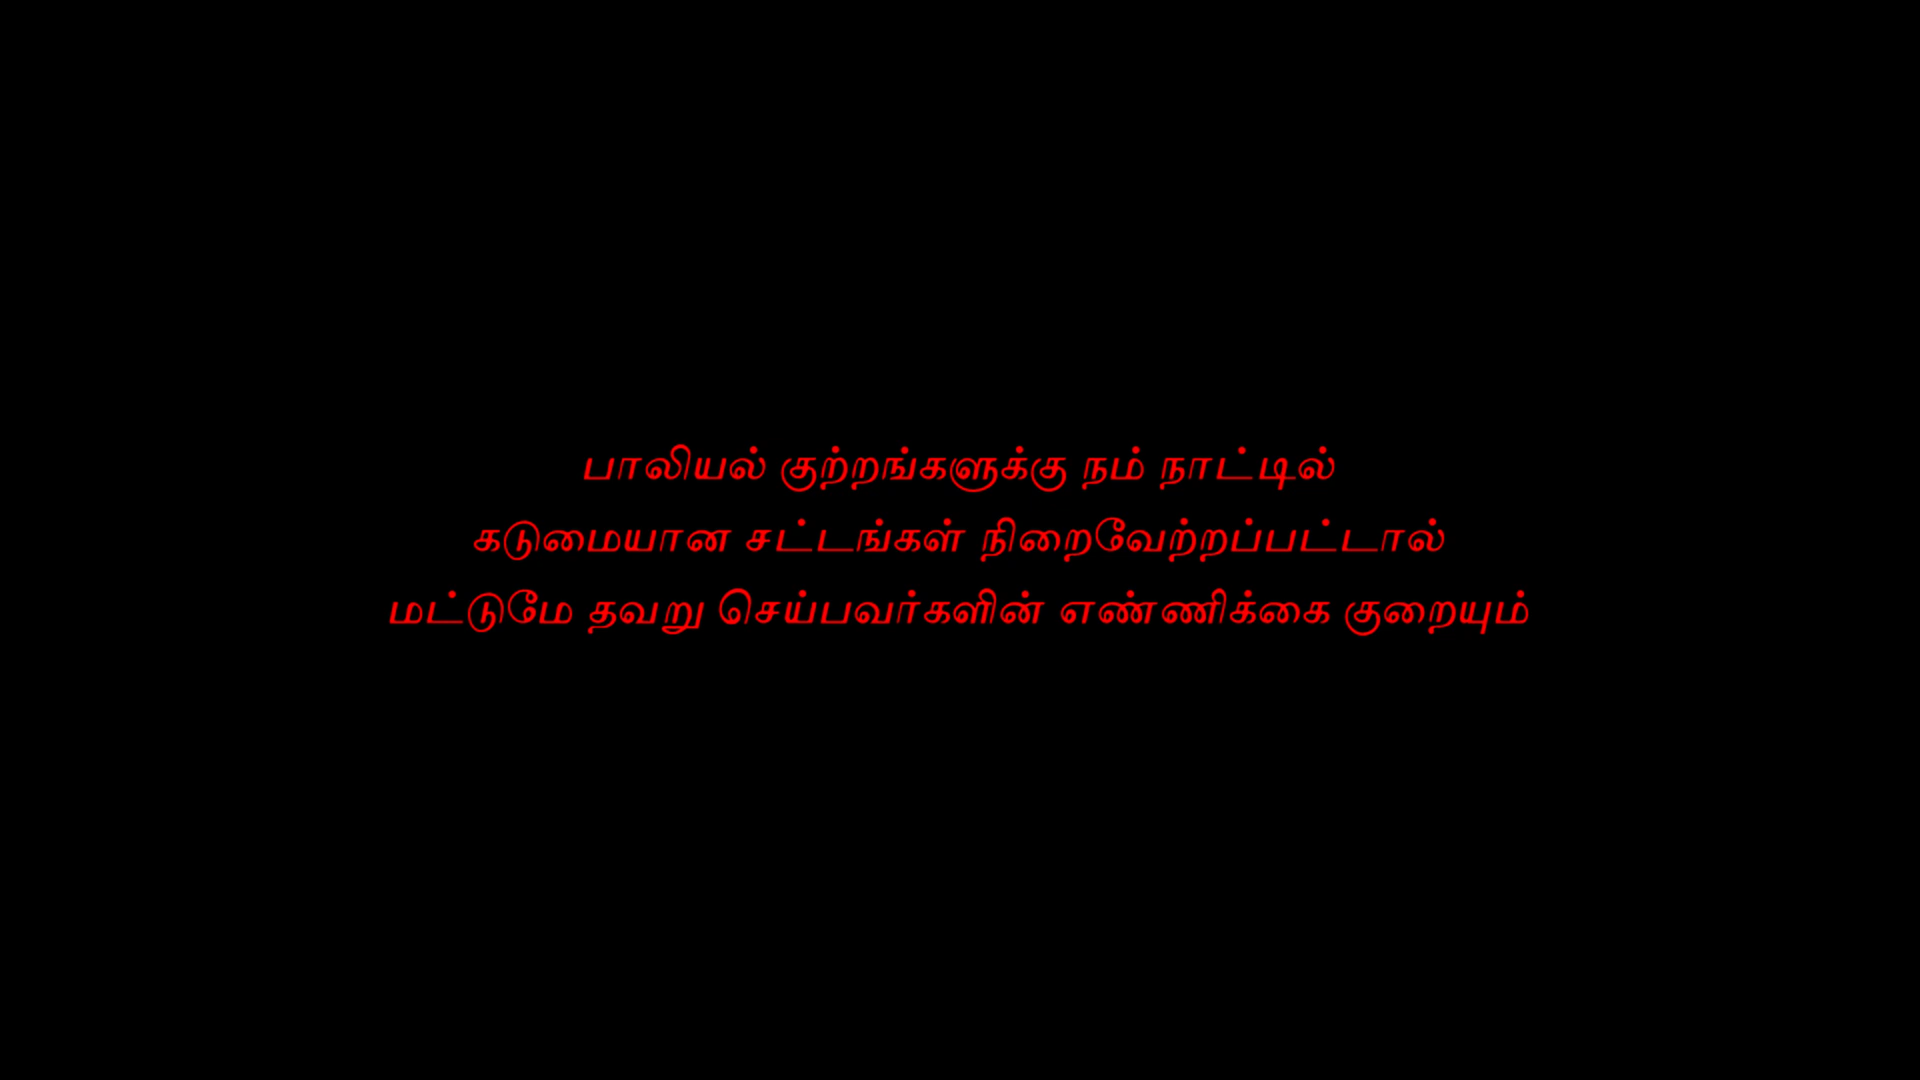 பாலியல் குற்றங்களுக்கு நம் நாட்டில்
கடுமையான சட்டங்கள் நிறைவேற்றப்பட்டால்
மட்டுமே தவறு செய்பவர்களின் எண்ணிக்கை குறையும்